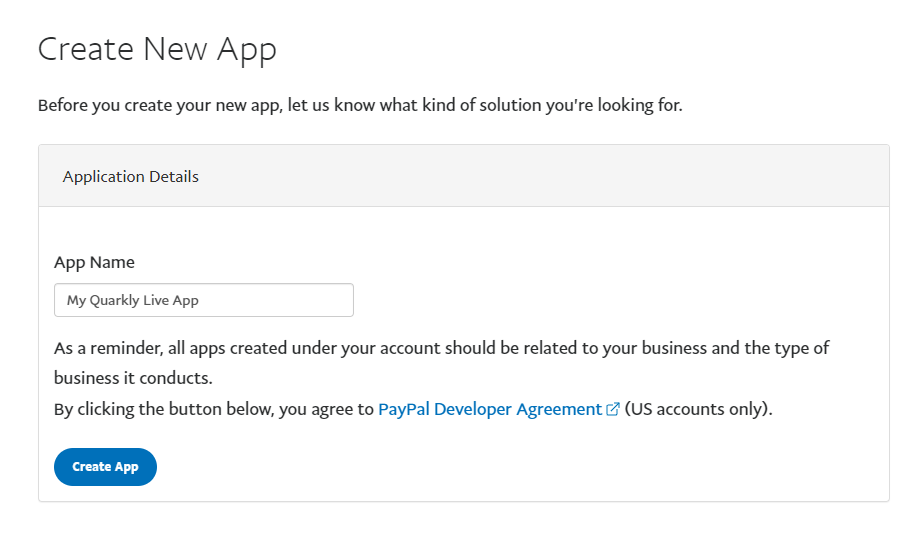 Create New App
Before you create your new app, let us know what kind of solution you're looking for.
Application Details
App Name
My Quarkly Live App
As a reminder, all apps created under your account should be related to your business and the type of
business it conducts.
By clicking the button below, you agree to PayPal Developer Agreement (US accounts only).
Create App